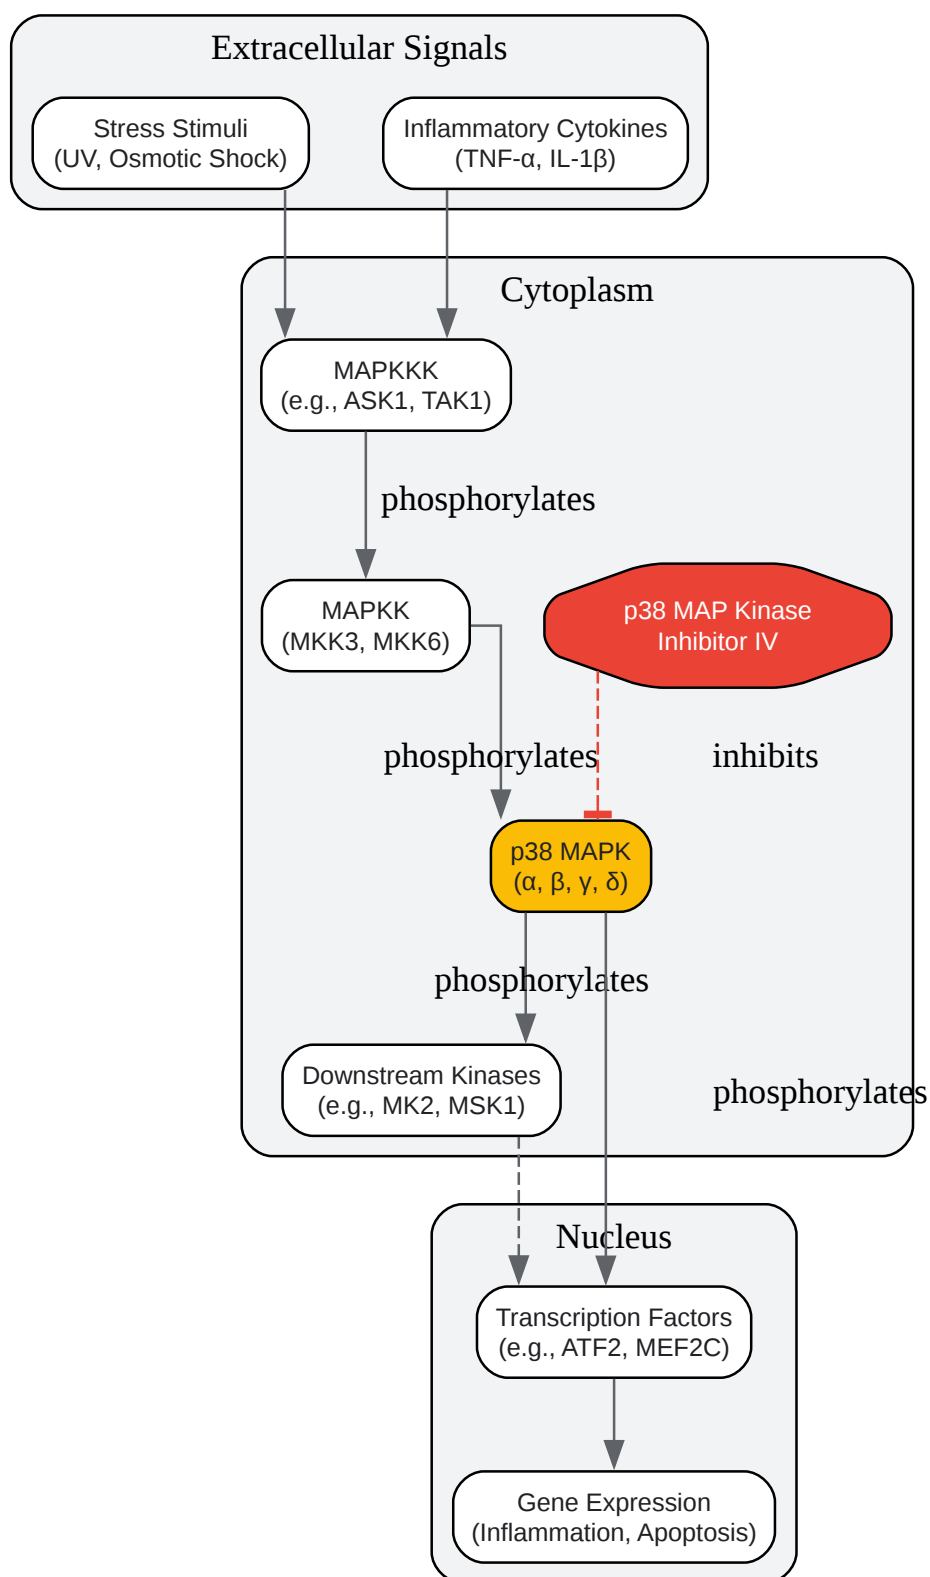 Extracellular Signals
Stress Stimuli
(UV, Osmotic Shock)
Inflammatory Cytokines
(TNF-α, IL-1β)
Cytoplasm
MAPKKK
(e.g., ASK1, TAK1)
phosphorylates
MAPKK
(MKK3, MKK6)
p38 MAP Kinase
Inhibitor IV
phosphorylates
inhibits
p38 MAPK
(α, β, γ, δ)
phosphorylates
Downstream Kinases
(e.g., MK2, MSK1)
phosphorylates
Nucleus
Transcription Factors
(e.g., ATF2, MEF2C)
Gene Expression
(Inflammation, Apoptosis)